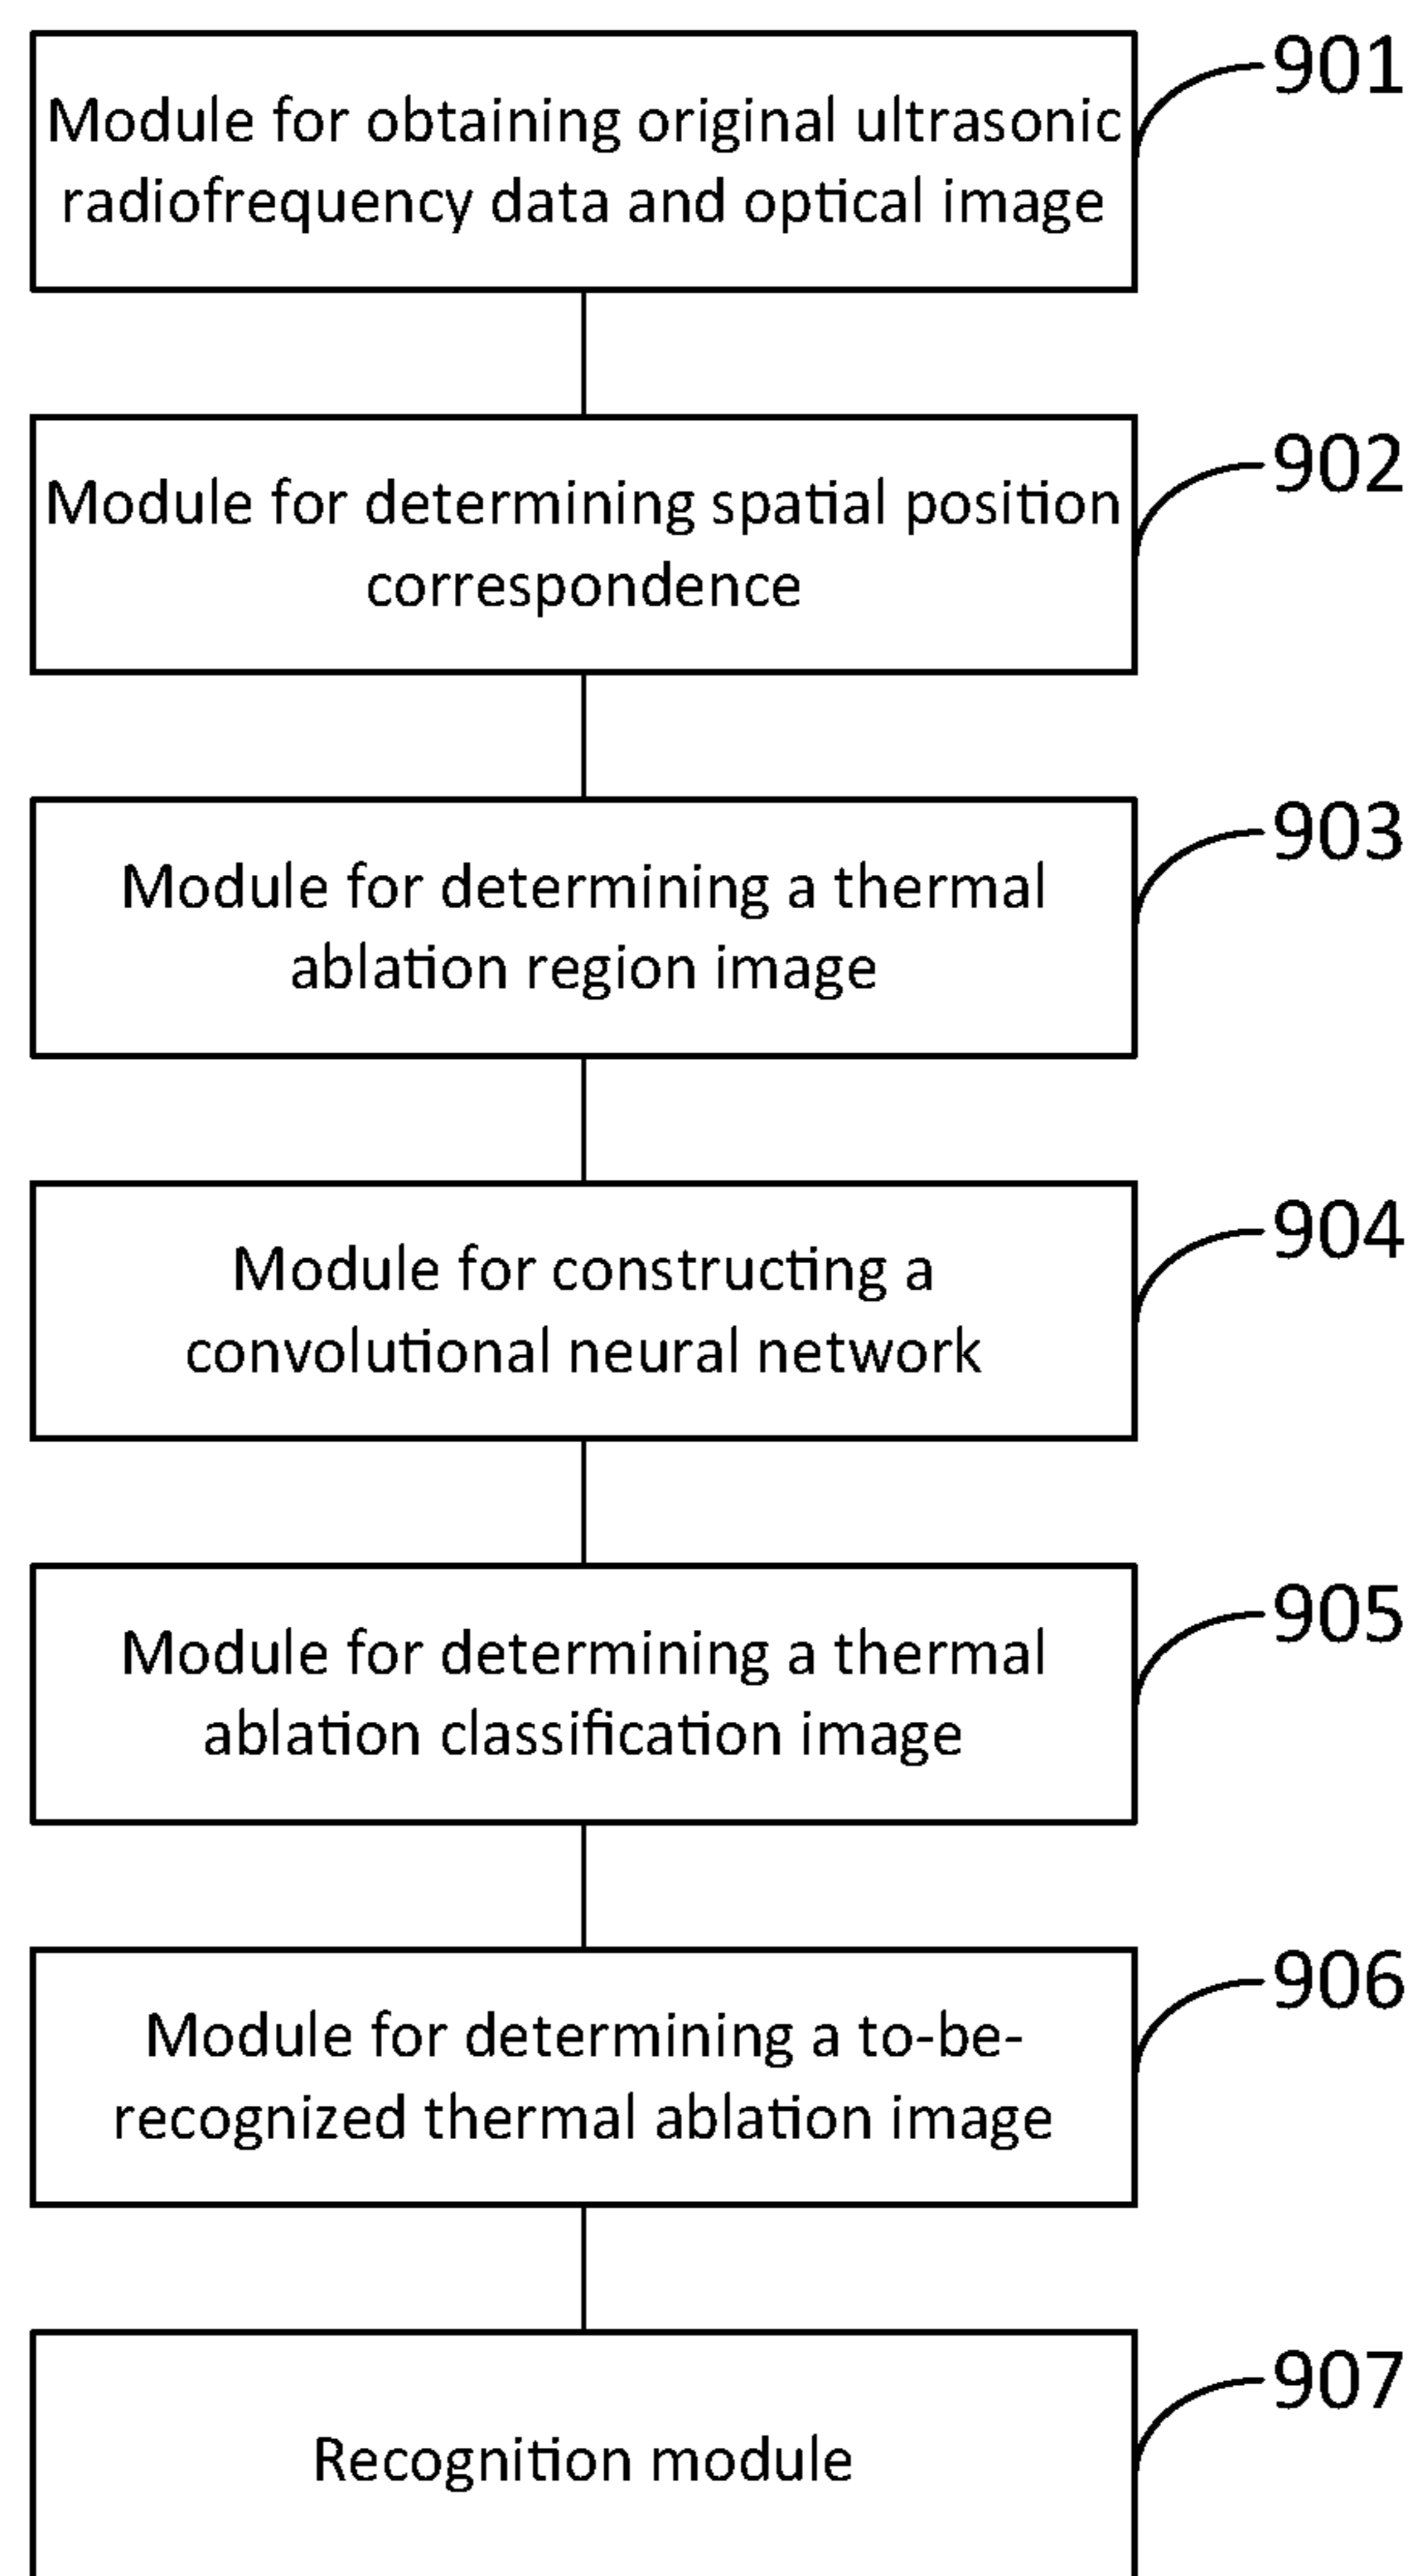 901
Module for obtaining original ultrasonic
radiofrequency data and optical image
902
Module for determining spatial position
correspondence
903
Module for determining a thermal
ablation region image
904
Module for constructing a
convolutional neural network
905
Module for determining a thermal
ablation classification image
906
Module for determining a to-be-
recognized thermal ablation image
907
Recognition module